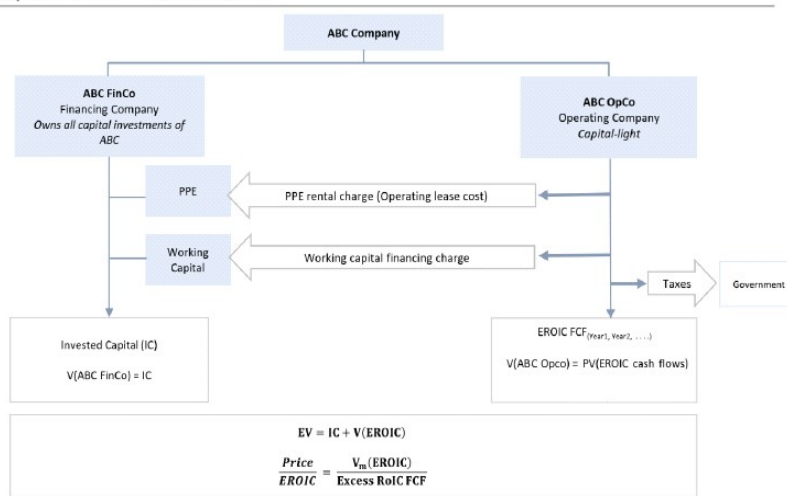 ABC Company
ABC FinCo
Financing Company
Owns all capital investments of
ABC
ABC OpCo
Operating Company
Capital-light
PPE
PPE rental charge (Operating lease cost)
Working
Capital
Working capital financing charge
Taxes
Government
Invested Capital (IC)
V(ABC FinCo) = IC
EROIC FCF(Year1, Year2, . . . .)
V(ABC Opco) = PV(EROIC cash flows)
EV = IC + V(EROIC)
Price/EROIC = Vm(EROIC)/Excess RoIC FCF